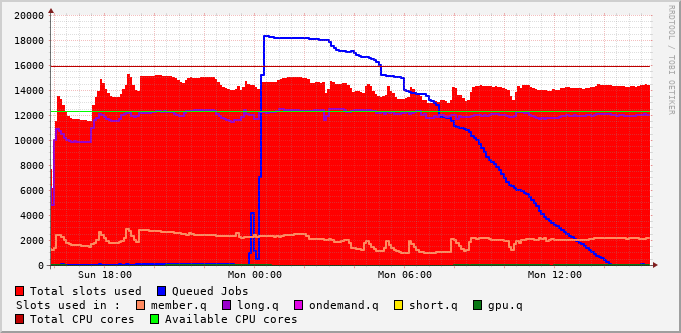 20000
18000
16000
14000
12000
10000
8000
6000
4000
2000
0
Sun 18:00 Mon 00:00 Mon 06:00 Mon 12:00
RRDTOOL / TOBI OETIKER
Total slots used Queued Jobs
Slots used in : member.q long.q ondemand.q short.q gpu.q
Total CPU cores Available CPU cores